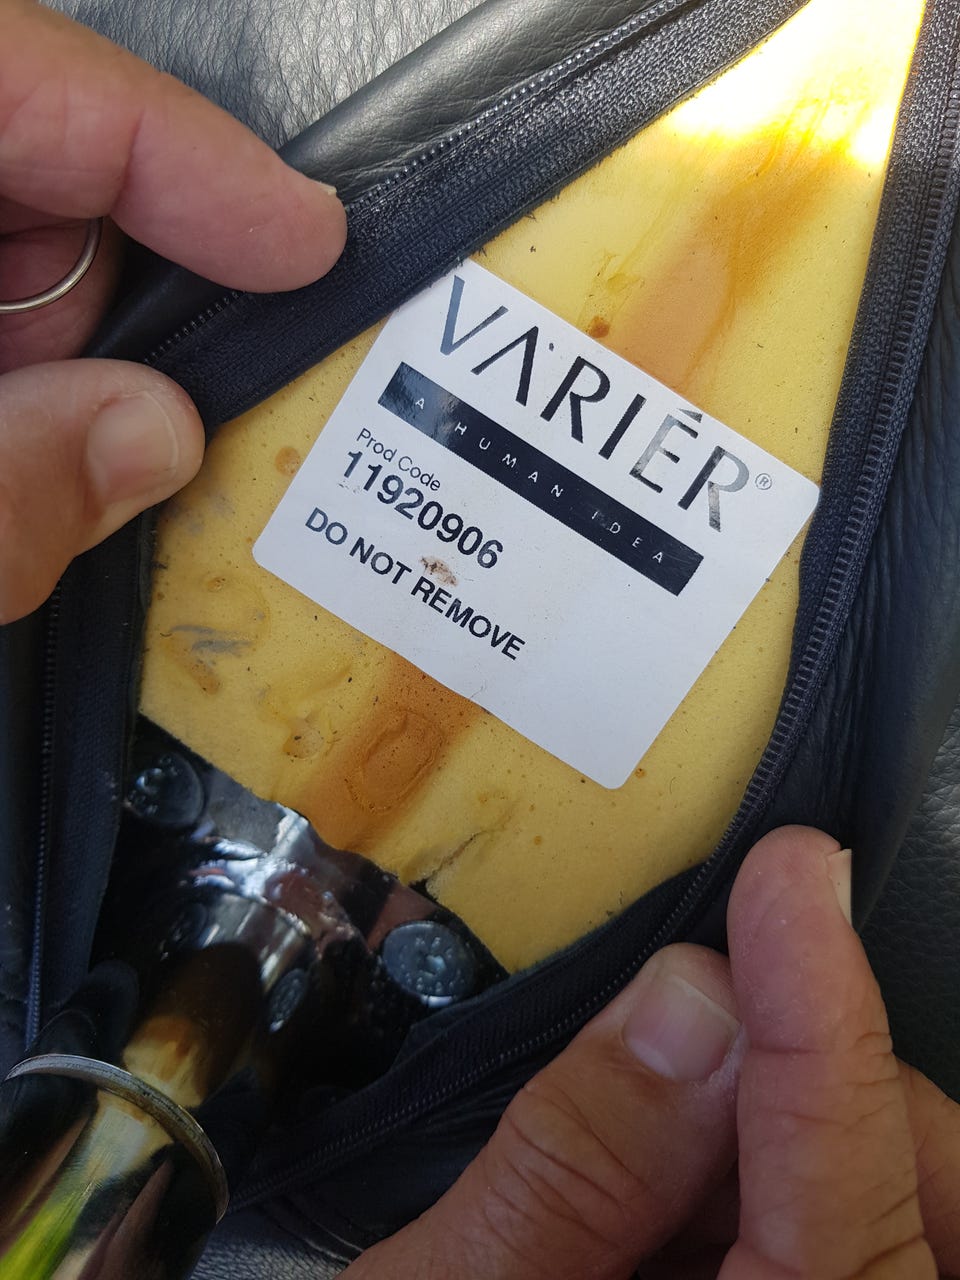 VARIÉR®
A HUMAN IDEA
Prod Code
11920906
DO NOT REMOVE